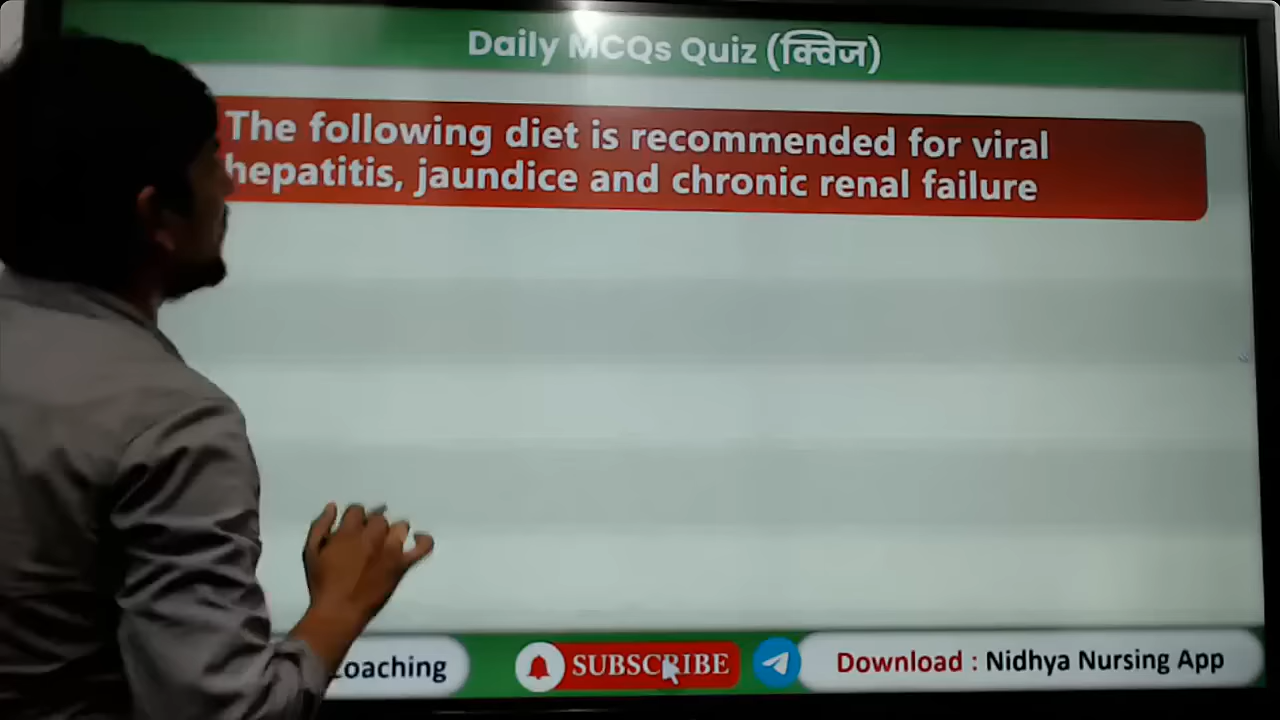 Daily MCQs Quiz (क्विज)
The following diet is recommended for viral
hepatitis, jaundice and chronic renal failure
Coaching
SUBSCRIBE
Download : Nidhya Nursing App